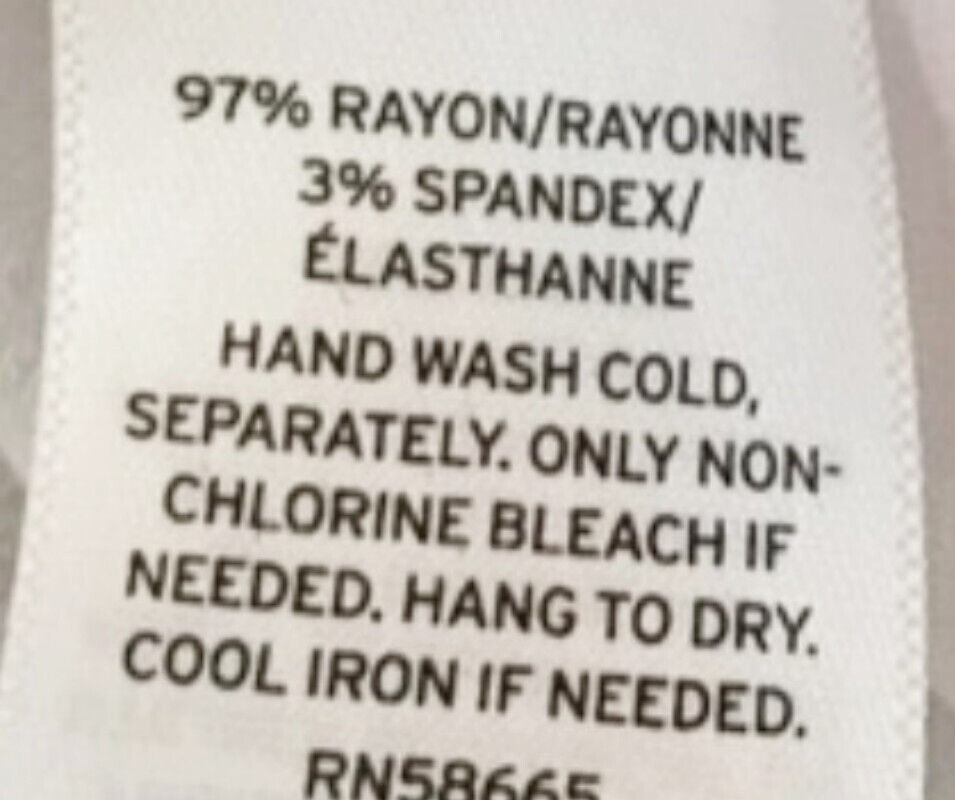 97% RAYON/RAYONNE
3% SPANDEX/
ÉLASTHANNE
HAND WASH COLD,
SEPARATELY. ONLY NON-
CHLORINE BLEACH IF
NEEDED. HANG TO DRY.
COOL IRON IF NEEDED.
RN58665